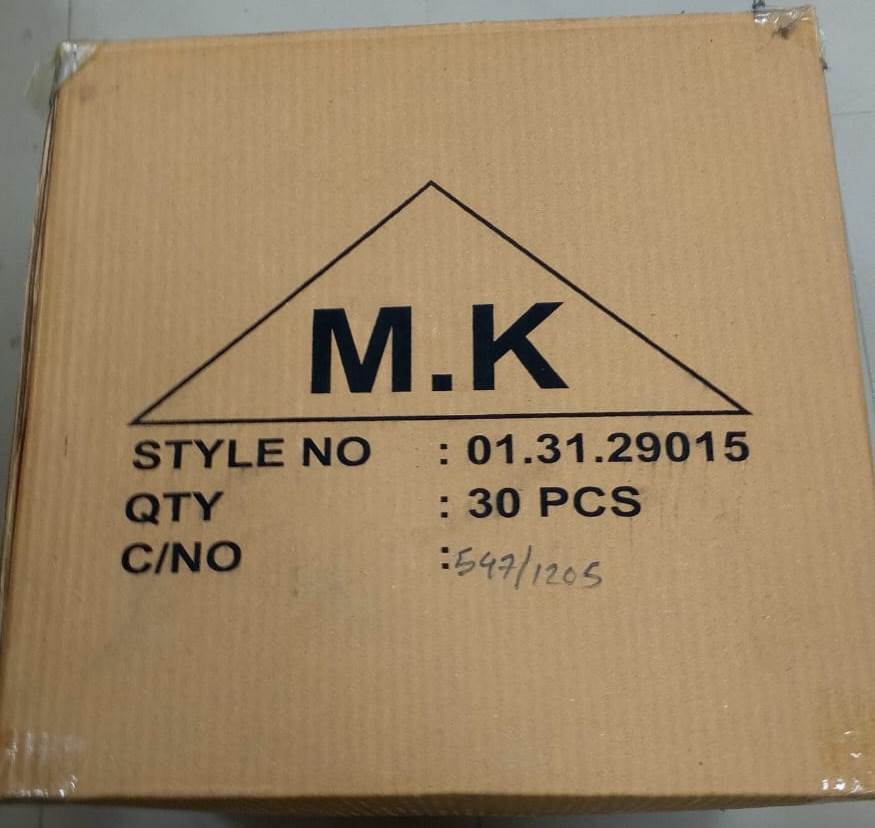 M.K
STYLE NO : 01.31.29015
QTY : 30 PCS
C/NO : 547/1205